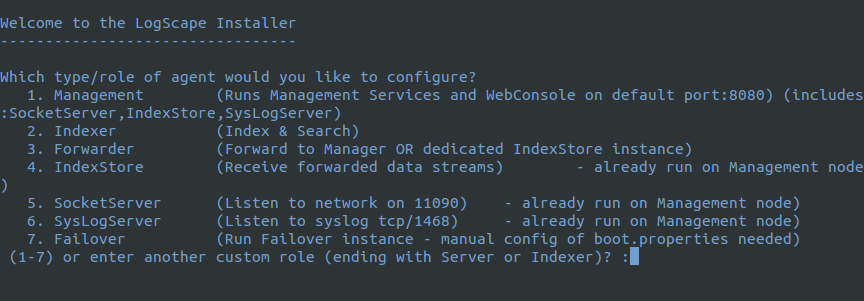 Welcome to the LogScape Installer
---------------------------------
Which type/role of agent would you like to configure?
1. Management (Runs Management Services and WebConsole on default port:8080) (includes
:SocketServer,IndexStore,SysLogServer)
2. Indexer (Index & Search)
3. Forwarder (Forward to Manager OR dedicated IndexStore instance)
4. IndexStore (Receive forwarded data streams) - already run on Management node
)
5. SocketServer (Listen to network on 11090) - already run on Management node)
6. SysLogServer (Listen to syslog tcp/1468) - already run on Management node)
7. Failover (Run Failover instance - manual config of boot.properties needed)
(1-7) or enter another custom role (ending with Server or Indexer)? :